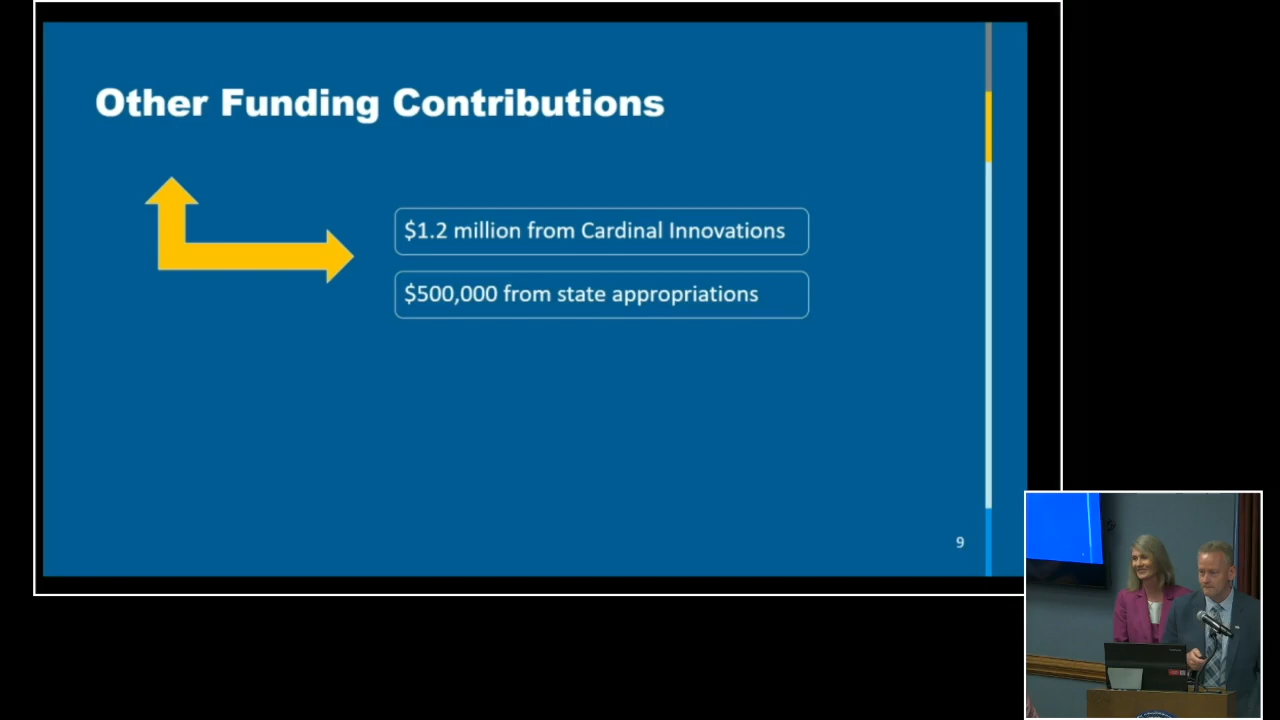 Other Funding Contributions
$1.2 million from Cardinal Innovations
$500,000 from state appropriations
9